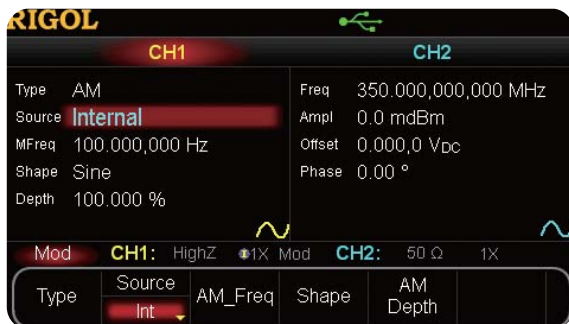 RIGOL
CH1
CH2
Type AM
Source Internal
MFreq 100.000,000 Hz
Shape Sine
Depth 100.000 %
Freq 350.000,000,000 MHz
Ampl 0.0 mdBm
Offset 0.000,0 VDC
Phase 0.00 °
Mod CH1: HighZ 1X Mod CH2: 50 Ω 1X
Type
Source
Int
AM_Freq
Shape
AM
Depth